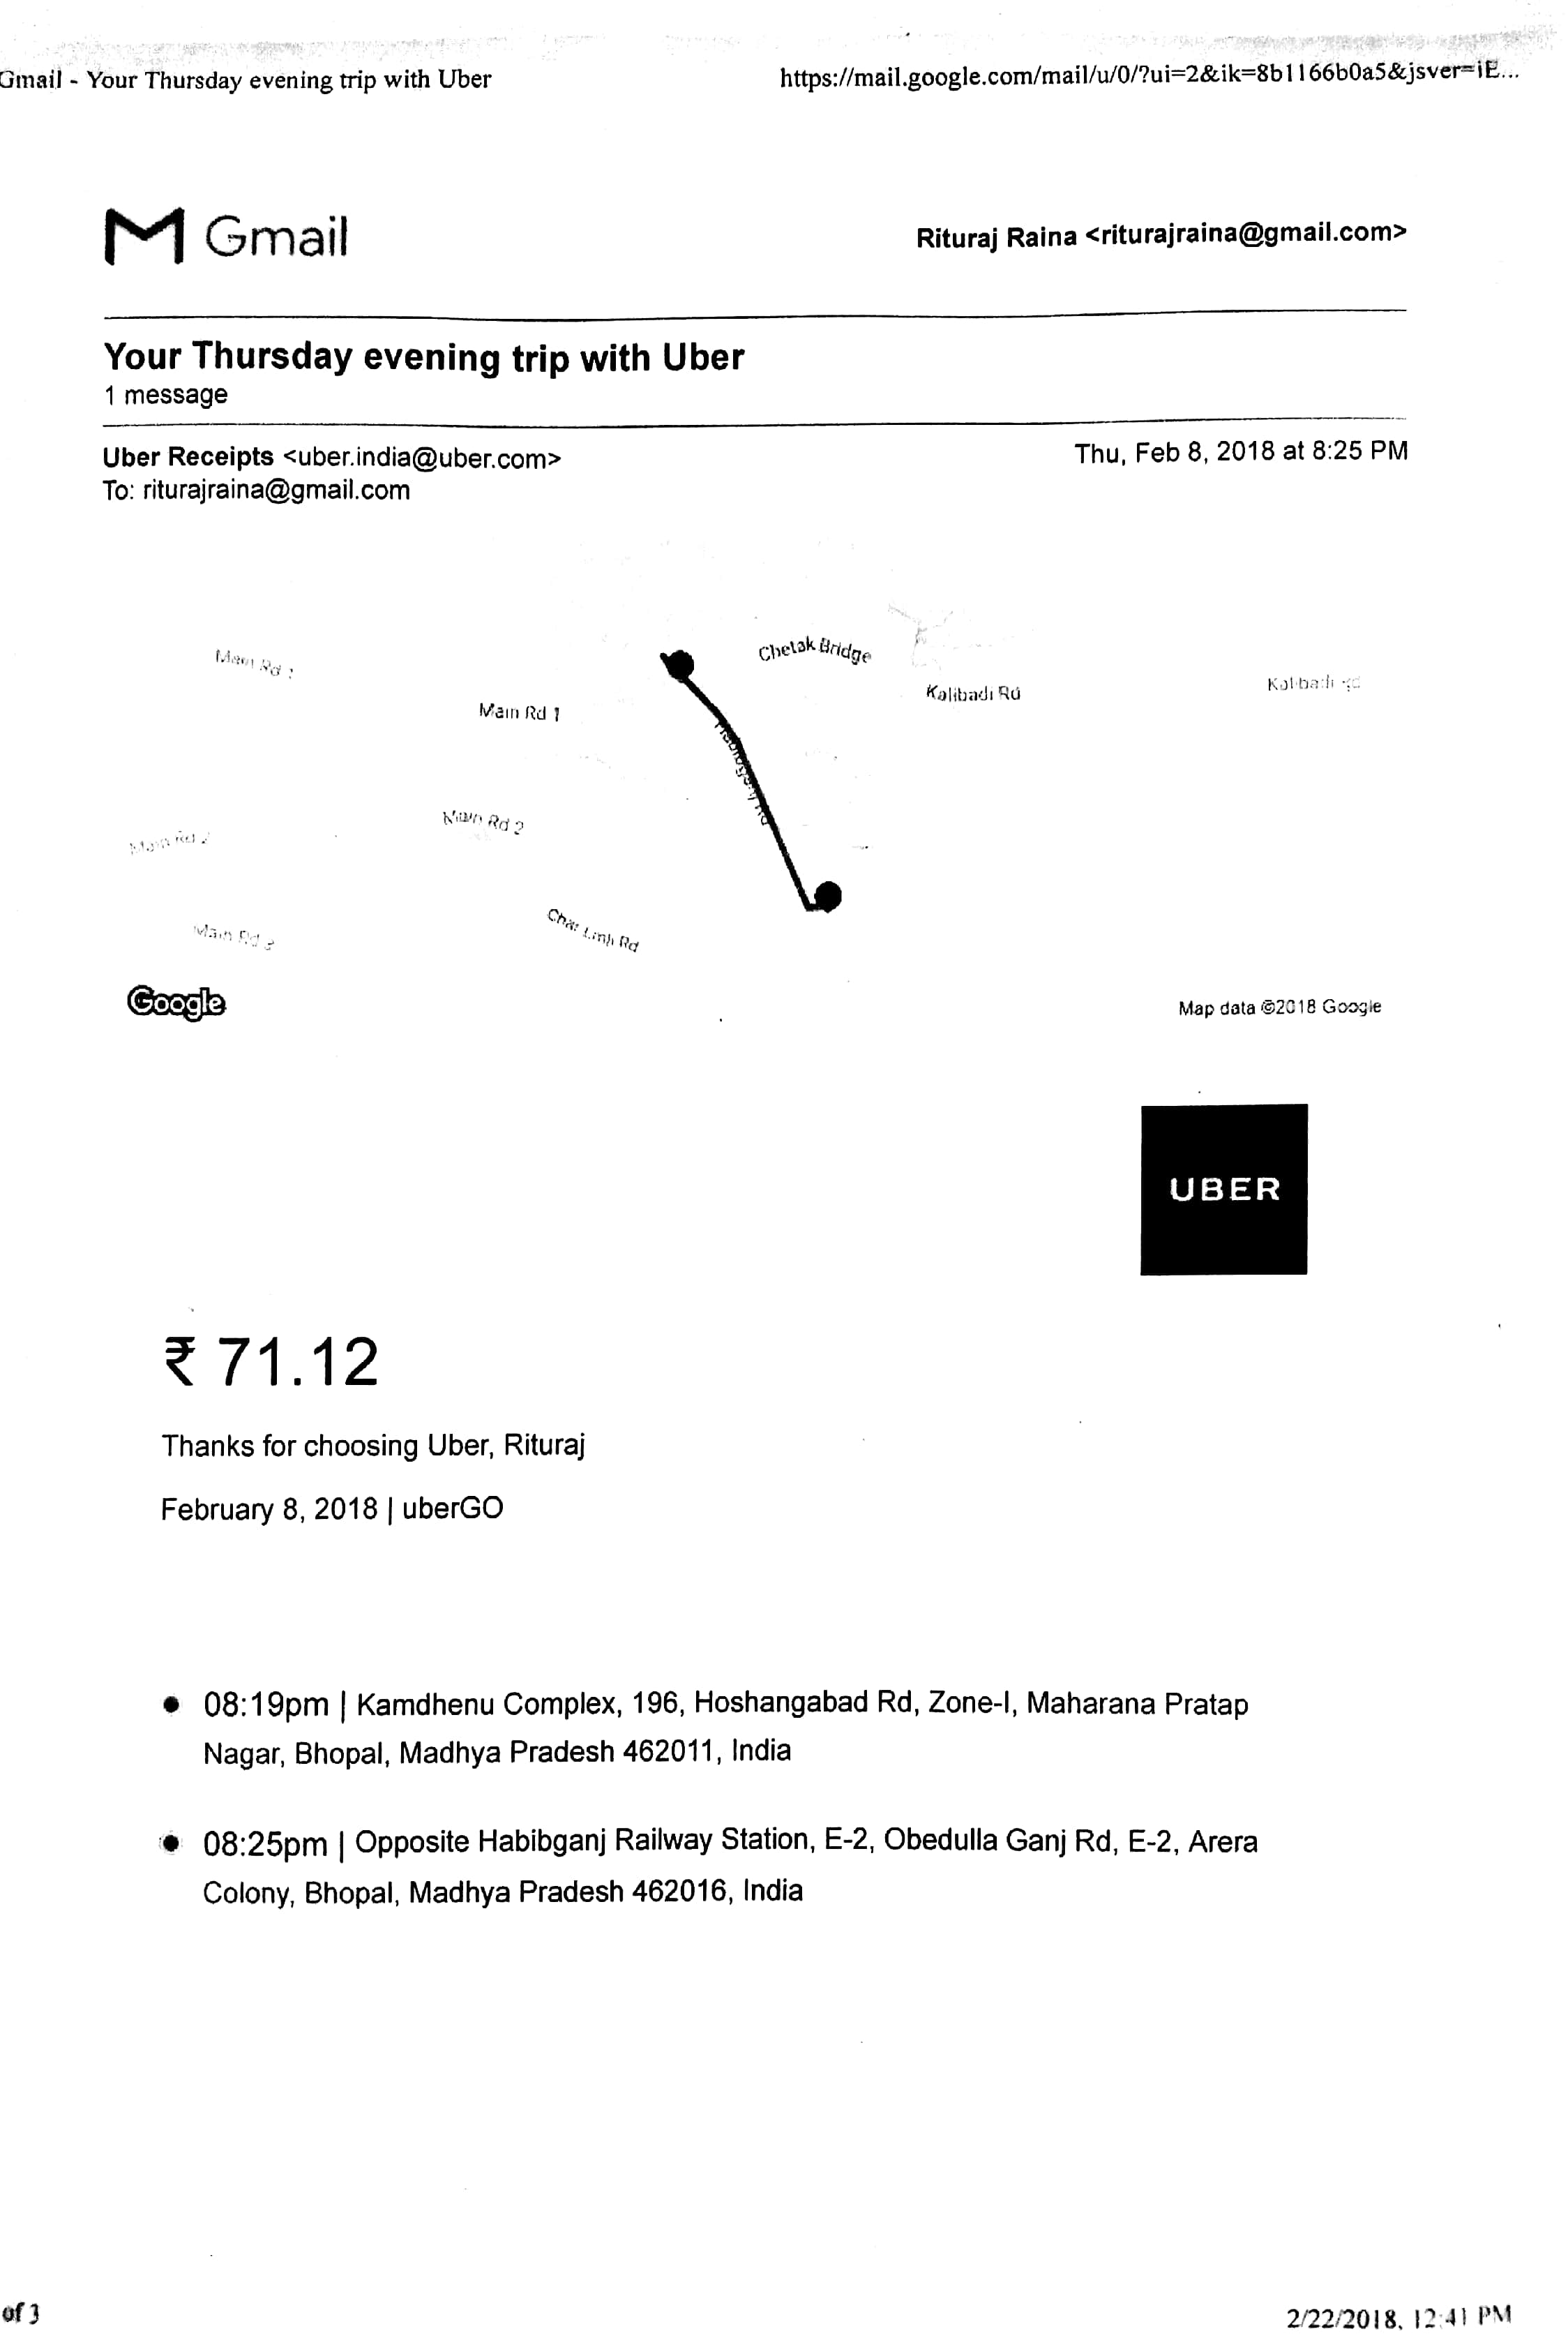 Gmail - Your Thursday evening trip with Uber
https://mail.google.com/mail/u/0/?ui=2&ik=8b1166b0a5&jsver=iE...
Gmail
Rituraj Raina <riturajraina@gmail.com>
Your Thursday evening trip with Uber
1 message
Uber Receipts <uber.india@uber.com>
Thu, Feb 8, 2018 at 8:25 PM
To: riturajraina@gmail.com
Chetak Bridge
Main Rd 1
Kalibadi Rd
Kalibadi Rd
Main Rd 1
Main Rd 2
Main Rd 2
Main Rd 3
Char Imli Rd
Google
Map data ©2018 Google
UBER
₹ 71.12
Thanks for choosing Uber, Rituraj
February 8, 2018 | uberGO
08:19pm | Kamdhenu Complex, 196, Hoshangabad Rd, Zone-I, Maharana Pratap
Nagar, Bhopal, Madhya Pradesh 462011, India
08:25pm | Opposite Habibganj Railway Station, E-2, Obedulla Ganj Rd, E-2, Arera
Colony, Bhopal, Madhya Pradesh 462016, India
of 3
2/22/2018, 12:41 PM